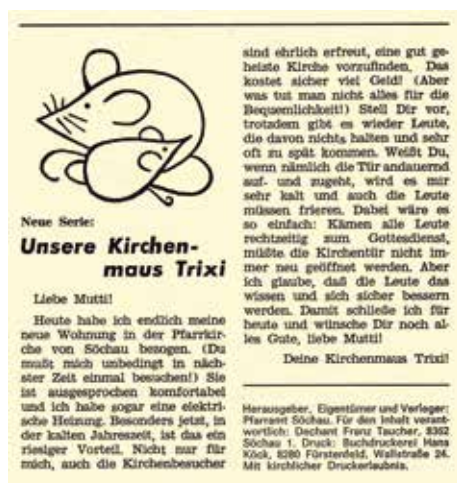 Neue Serie:
Unsere Kirchen-
maus Trixi
Liebe Mutti!
Heute habe ich endlich meine
neue Wohnung in der Pfarrkir-
che von Söchau bezogen. (Du
mußt mich unbedingt in näch-
ster Zeit einmal besuchen!) Sie
ist ausgesprochen komfortabel
und ich habe sogar eine elektri-
sche Heizung. Besonders jetzt, in
der kalten Jahreszeit, ist das ein
riesiger Vorteil. Nicht nur für
mich, auch die Kirchenbesucher
sind ehrlich erfreut, eine gut ge-
heizte Kirche vorzufinden. Das
kostet sicher viel Geld! (Aber
was tut man nicht alles für die
Bequemlichkeit!) Stell Dir vor,
trotzdem gibt es wieder Leute,
die davon nichts halten und sehr
oft zu spät kommen. Weißt Du,
wenn nämlich die Tür andauernd
auf- und zugeht, wird es mir
sehr kalt und auch die Leute
müssen frieren. Dabei wäre es
so einfach: Kämen alle Leute
rechtzeitig zum Gottesdienst,
müßte die Kirchentür nicht im-
mer neu geöffnet werden. Aber
ich glaube, daß die Leute das
wissen und sich sicher bessern
werden. Damit schließe ich für
heute und wünsche Dir noch al-
les Gute, liebe Mutti!
Deine Kirchenmaus Trixi!
Herausgeber, Eigentümer und Verleger:
Pfarramt Söchau. Für den Inhalt verant-
wortlich: Dechant Franz Taucher, 8362
Söchau 1. Druck: Buchdruckerei Hans
Köck, 8280 Fürstenfeld, Wallstraße 24.
Mit kirchlicher Druckerlaubnis.